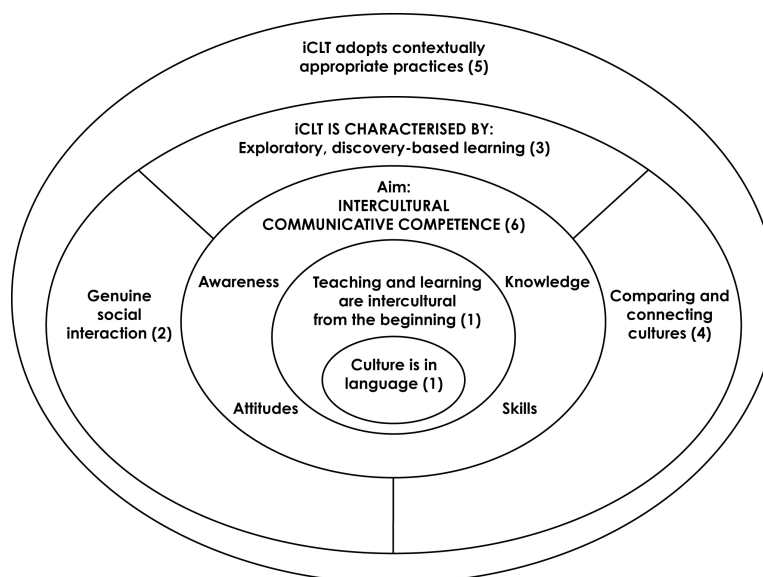 iCLT adopts contextually
appropriate practices (5)
iCLT IS CHARACTERISED BY:
Exploratory, discovery-based learning (3)
Aim:
INTERCULTURAL
COMMUNICATIVE COMPETENCE (6)
Awareness
Knowledge
Teaching and learning
are intercultural
from the beginning (1)
Genuine
social
interaction (2)
Comparing and
connecting
cultures (4)
Culture is in
language (1)
Attitudes
Skills